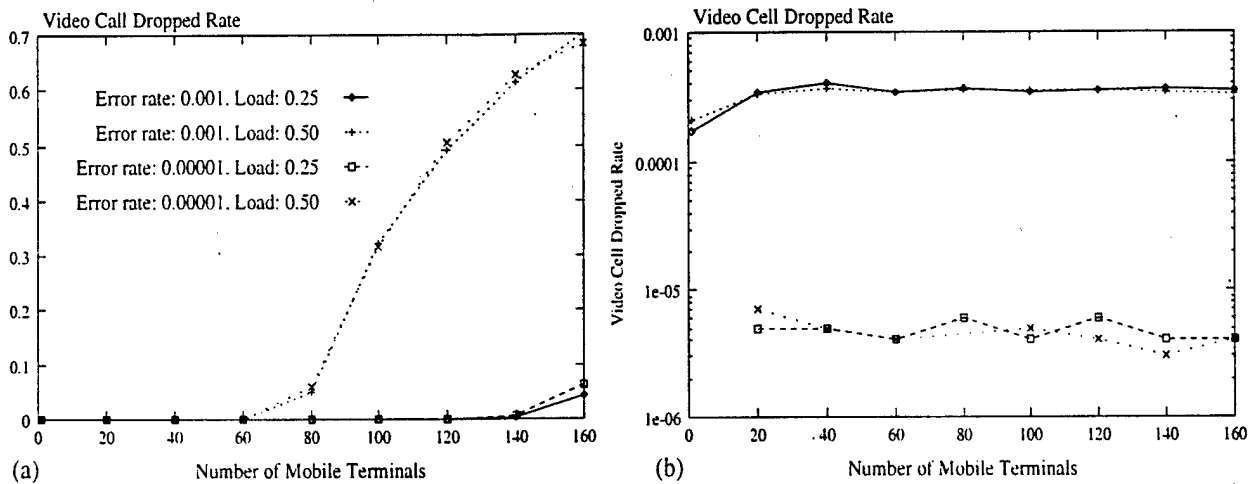 Video Call Dropped Rate
0.7
0.6
0.5
0.4
0.3
0.2
0.1
0
Error rate: 0.001. Load: 0.25
Error rate: 0.001. Load: 0.50
Error rate: 0.00001. Load: 0.25
Error rate: 0.00001. Load: 0.50
0 20 40 60 80 100 120 140 160
(a) Number of Mobile Terminals
Video Cell Dropped Rate
0.001
0.0001
1e-05
1e-06
Video Cell Dropped Rate
0 20 40 60 80 100 120 140 160
(b) Number of Mobile Terminals